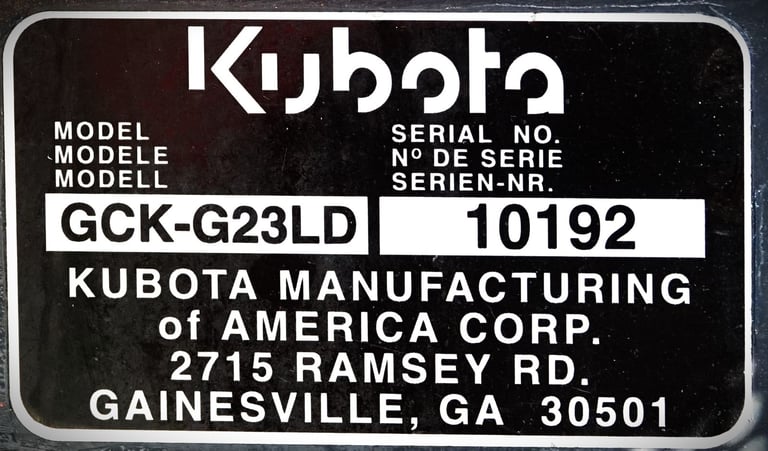 Kubota
MODEL
MODELE
MODELL
GCK-G23LD
SERIAL NO.
Nº DE SERIE
SERIEN-NR.
10192
KUBOTA MANUFACTURING
of AMERICA CORP.
2715 RAMSEY RD.
GAINESVILLE, GA 30501